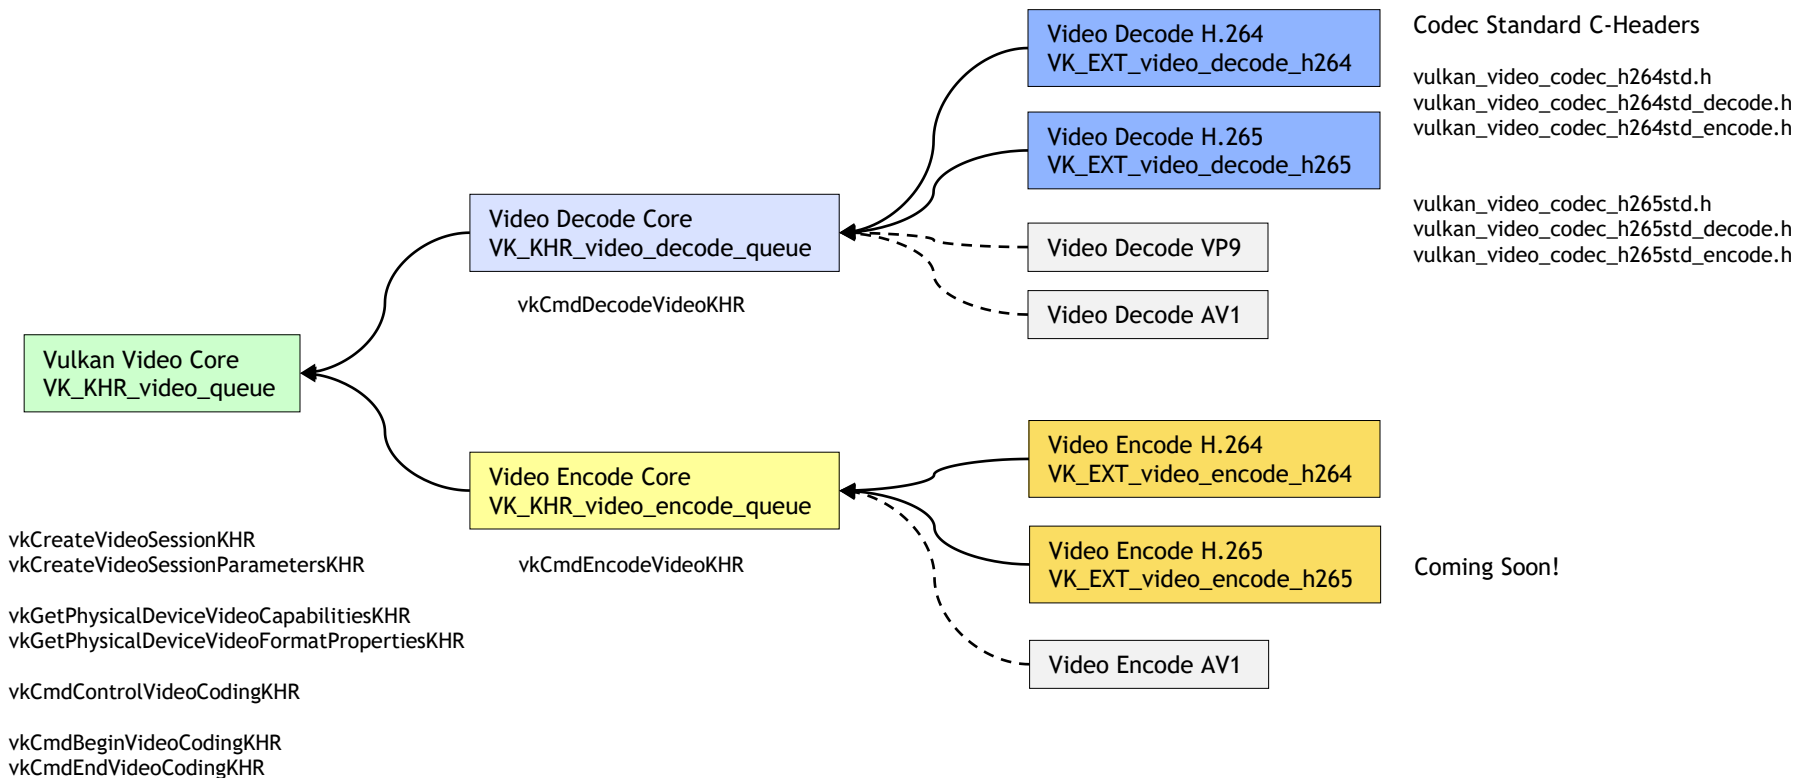 Video Decode H.264
VK_EXT_video_decode_h264
Codec Standard C-Headers
vulkan_video_codec_h264std.h
vulkan_video_codec_h264std_decode.h
vulkan_video_codec_h264std_encode.h
Video Decode H.265
VK_EXT_video_decode_h265
vulkan_video_codec_h265std.h
vulkan_video_codec_h265std_decode.h
vulkan_video_codec_h265std_encode.h
Video Decode Core
VK_KHR_video_decode_queue
vkCmdDecodeVideoKHR
Video Decode VP9
Video Decode AV1
Vulkan Video Core
VK_KHR_video_queue
Video Encode H.264
VK_EXT_video_encode_h264
Video Encode Core
VK_KHR_video_encode_queue
vkCmdEncodeVideoKHR
Video Encode H.265
VK_EXT_video_encode_h265
Coming Soon!
Video Encode AV1
vkCreateVideoSessionKHR
vkCreateVideoSessionParametersKHR
vkGetPhysicalDeviceVideoCapabilitiesKHR
vkGetPhysicalDeviceVideoFormatPropertiesKHR
vkCmdControlVideoCodingKHR
vkCmdBeginVideoCodingKHR
vkCmdEndVideoCodingKHR